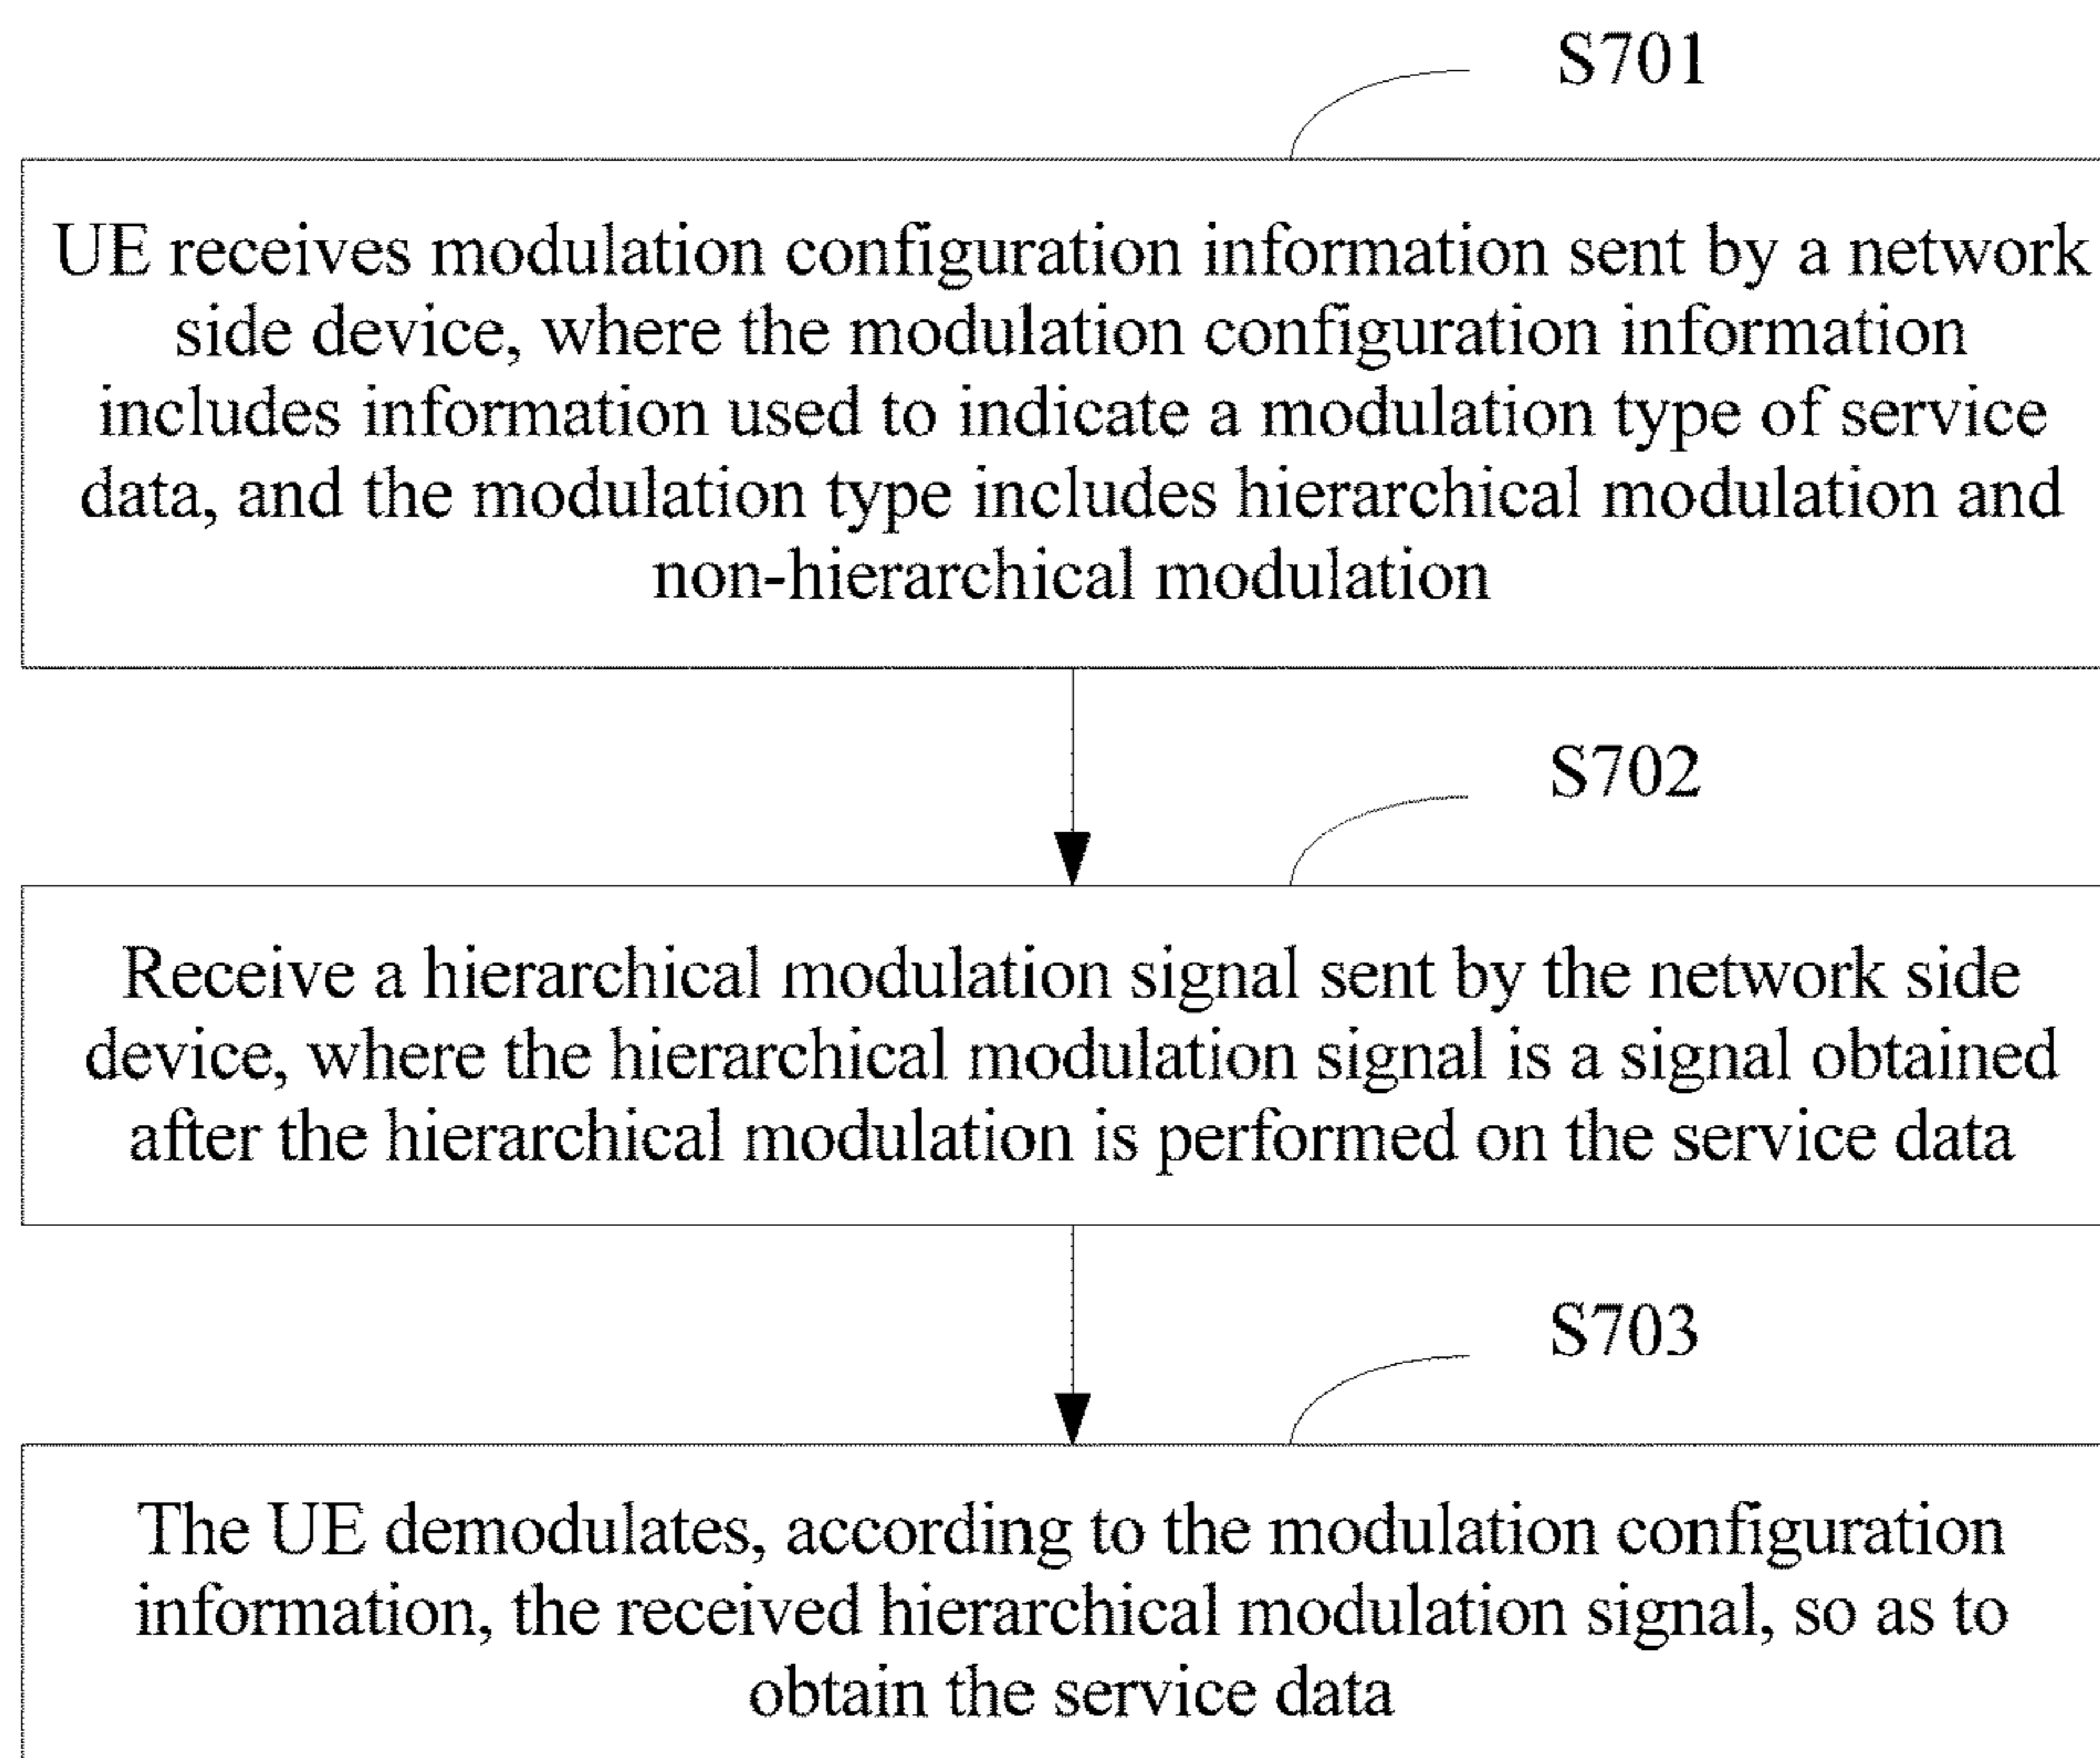 S701
UE receives modulation configuration information sent by a network
side device, where the modulation configuration information
includes information used to indicate a modulation type of service
data, and the modulation type includes hierarchical modulation and
non-hierarchical modulation
S702
Receive a hierarchical modulation signal sent by the network side
device, where the hierarchical modulation signal is a signal obtained
after the hierarchical modulation is performed on the service data
S703
The UE demodulates, according to the modulation configuration
information, the received hierarchical modulation signal, so as to
obtain the service data